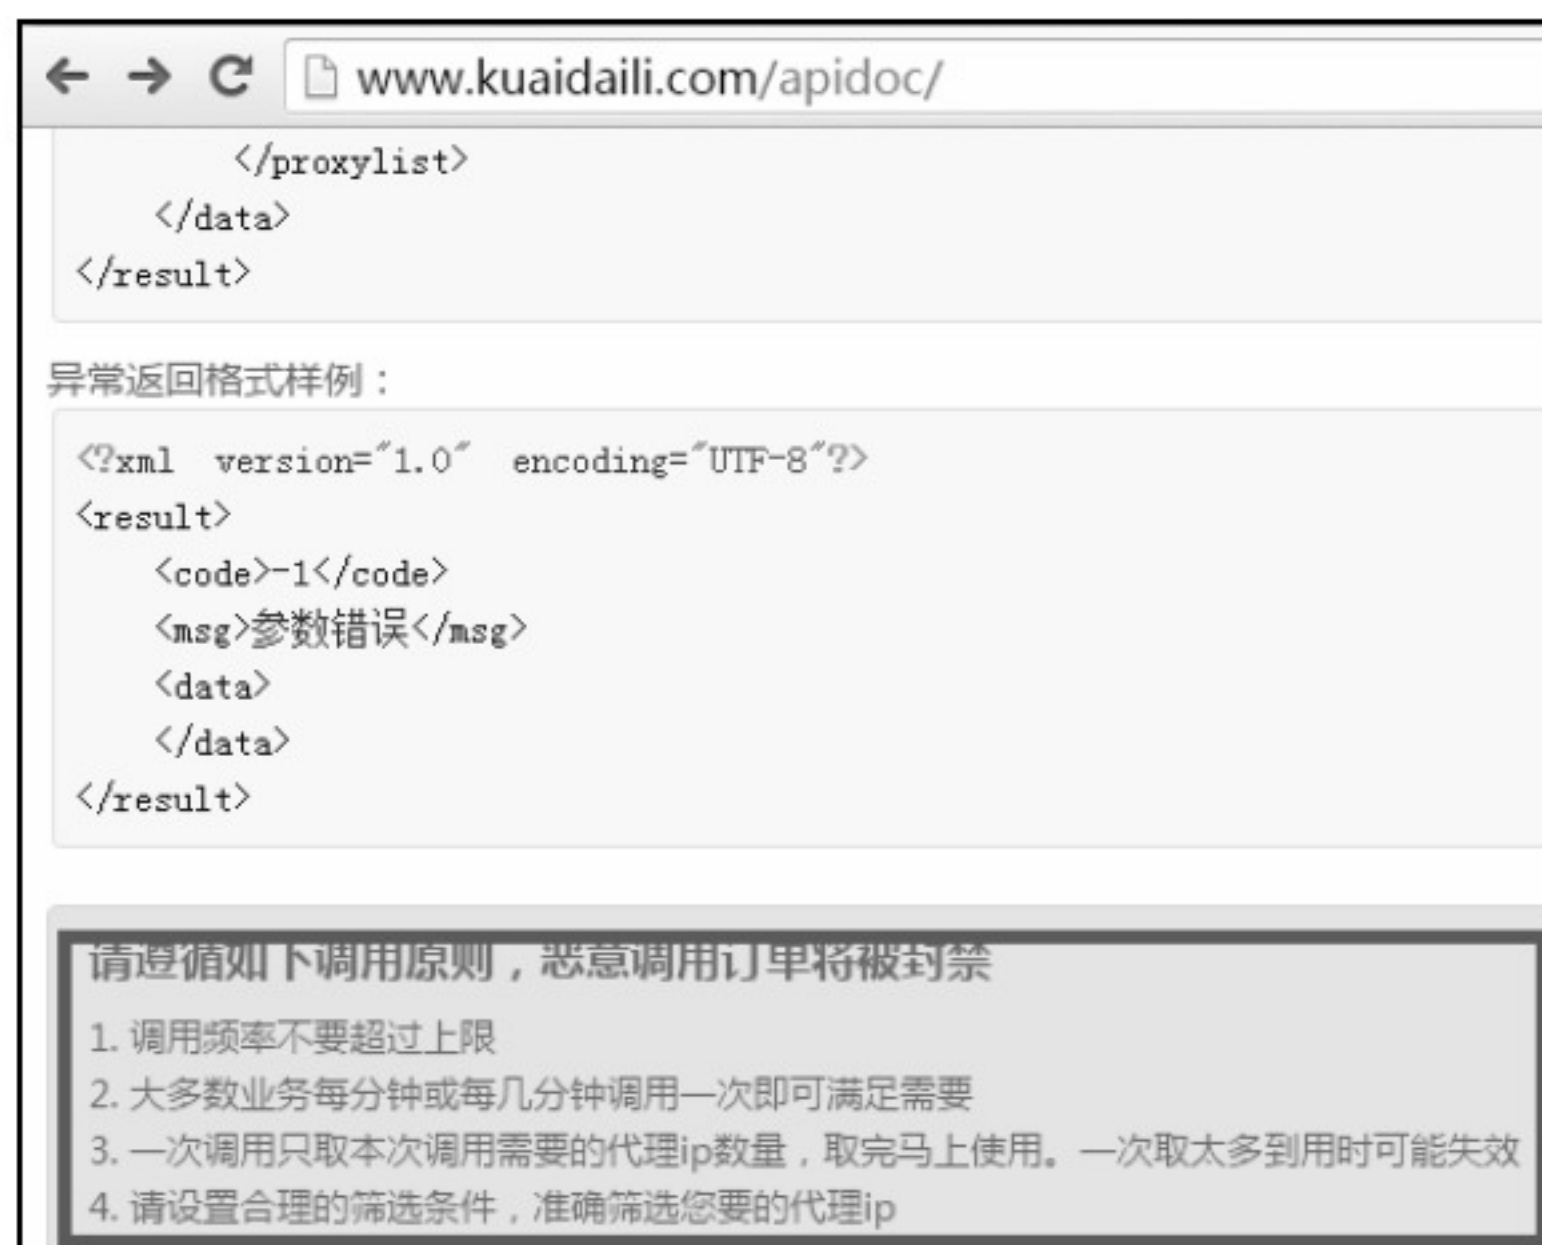 www.kuaidaili.com/apidoc/
</proxylist>
</data>
</result>
异常返回格式样例：
<?xml version="1.0" encoding="UTF-8"?>
<result>
<code>-1</code>
<msg>参数错误</msg>
<data>
</data>
</result>
请遵循如下调用原则，恶意调用订单将被封禁
1. 调用频率不要超过上限
2. 大多数业务每分钟或每几分钟调用一次即可满足需要
3. 一次调用只取本次调用需要的代理ip数量，取完马上使用。一次取太多到用时可能失效
4. 请设置合理的筛选条件，准确筛选您要的代理ip